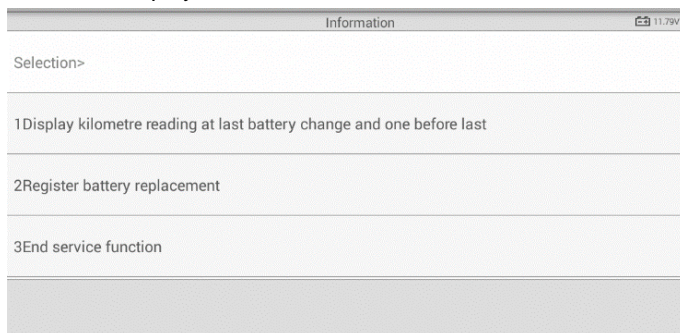 Information
11.79V
Selection>
1Display kilometre reading at last battery change and one before last
2Register battery replacement
3End service function